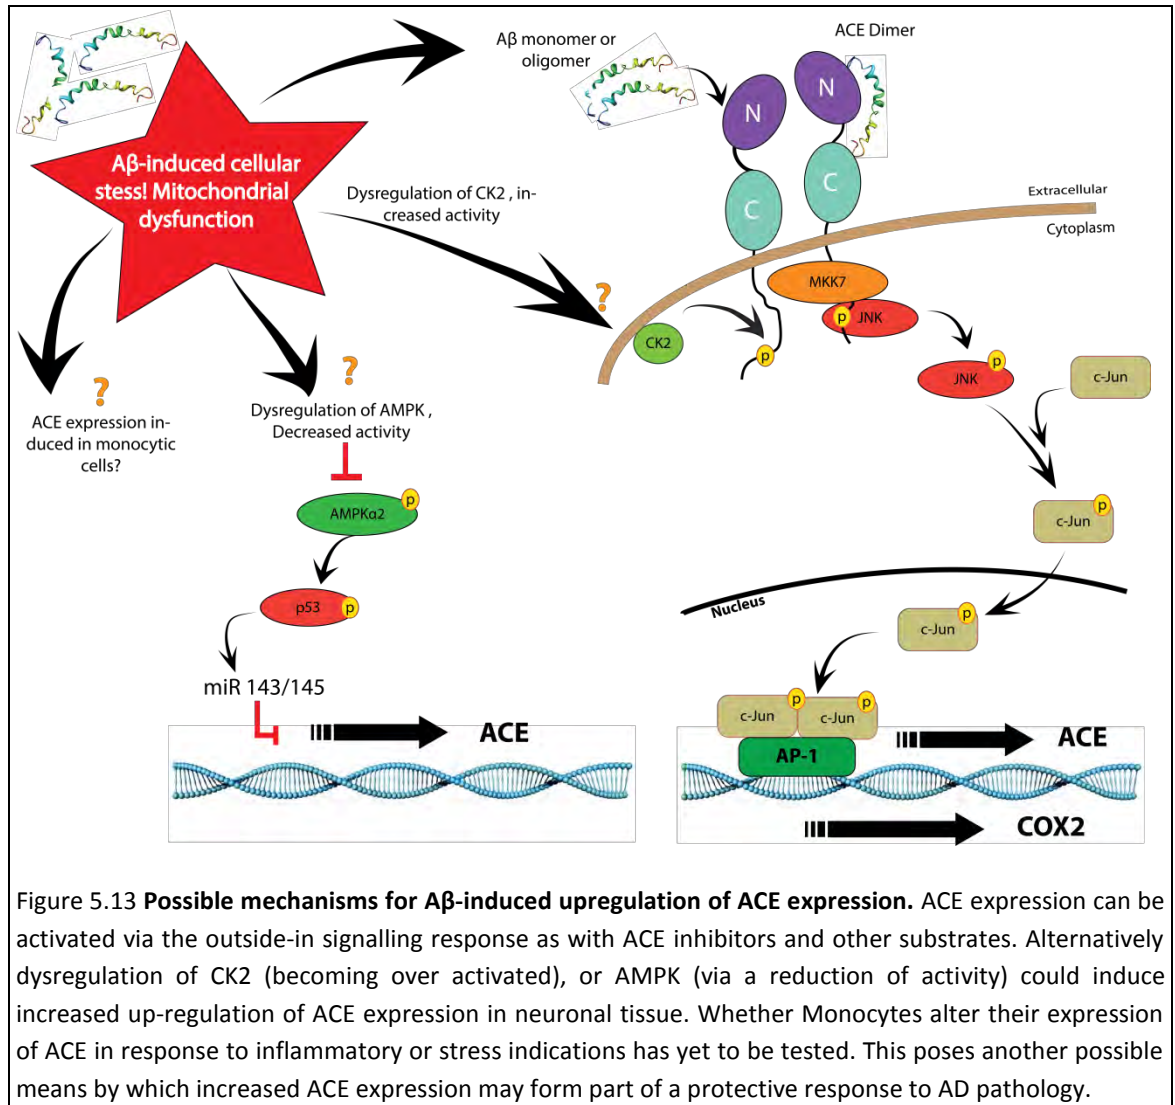 Aβ-induced cellular
stess! Mitochondrial
dysfunction
Aβ monomer or
oligomer
ACE Dimer
N
N
C
C
Extracellular
Cytoplasm
Dysregulation of CK2 , in-
creased activity
?
CK2
p
MKK7
p
JNK
JNK
p
c-Jun
c-Jun
p
?
ACE expression in-
duced in monocytic
cells?
?
Dysregulation of AMPK ,
Decreased activity
AMPKα2
p
p53
p
miR 143/145
ACE
Nucleus
c-Jun
p
c-Jun
p
c-Jun
p
AP-1
ACE
COX2
Figure 5.13 Possible mechanisms for Aβ-induced upregulation of ACE expression. ACE expression can be
activated via the outside-in signalling response as with ACE inhibitors and other substrates. Alternatively
dysregulation of CK2 (becoming over activated), or AMPK (via a reduction of activity) could induce
increased up-regulation of ACE expression in neuronal tissue. Whether Monocytes alter their expression
of ACE in response to inflammatory or stress indications has yet to be tested. This poses another possible
means by which increased ACE expression may form part of a protective response to AD pathology.